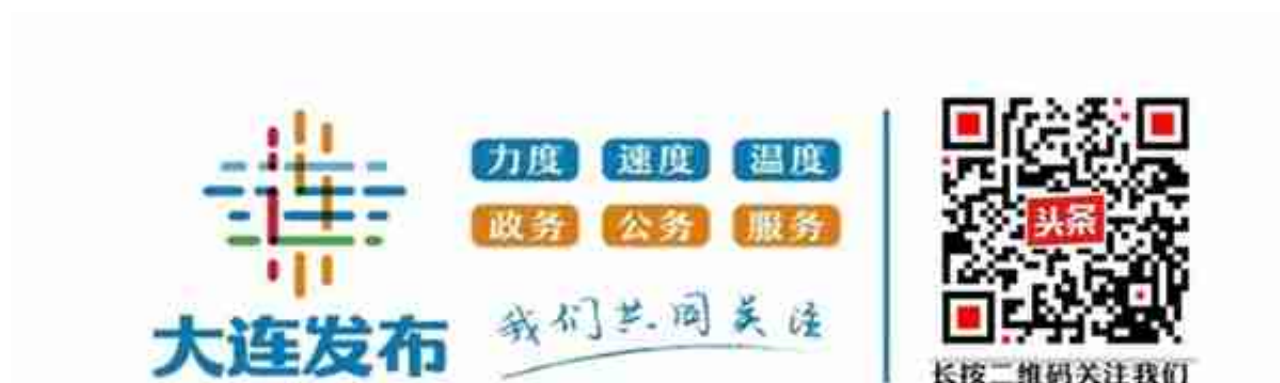 大连发布
力度 速度 温度
政务 公务 服务
我们共同关注
头条
长按二维码关注我们